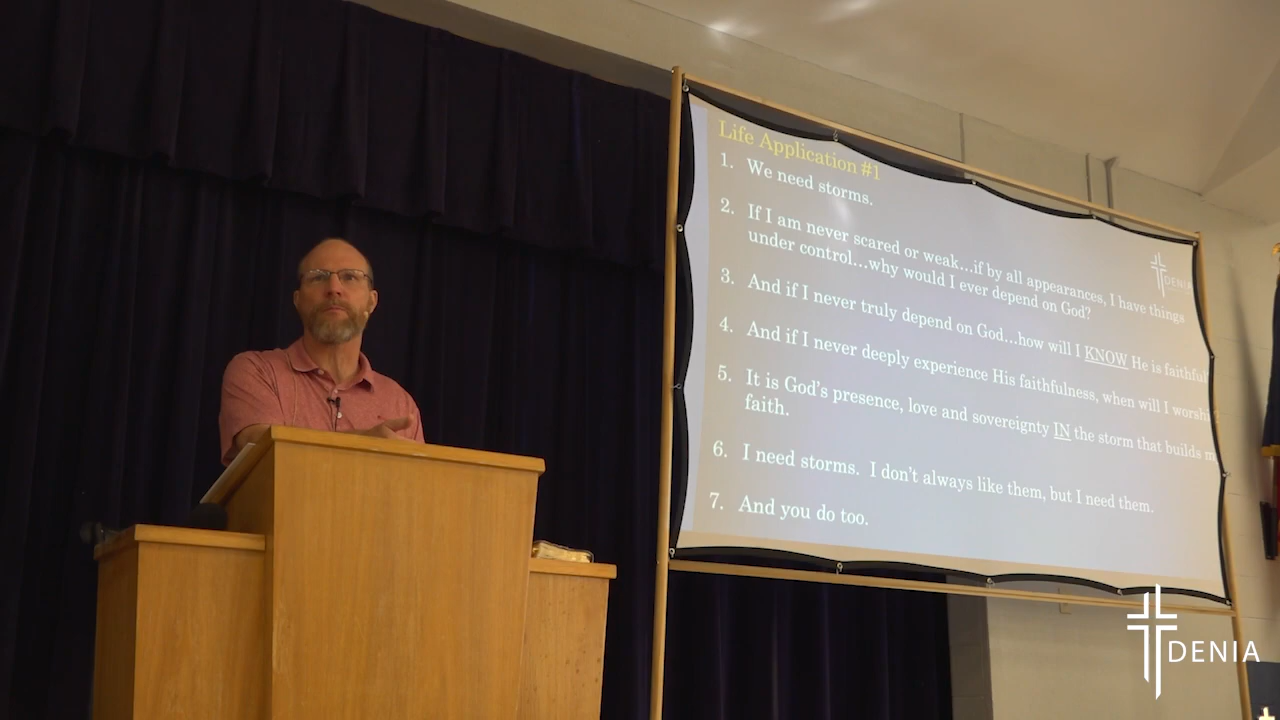 Life Application #1
1. We need storms.
2. If I am never scared or weak...if by all appearances, I have things
under control...why would I ever depend on God?
3. And if I never truly depend on God...how will I KNOW He is faithful
4. And if I never deeply experience His faithfulness, when will I worship
5. It is God's presence, love and sovereignty IN the storm that builds
faith.
6. I need storms. I don't always like them, but I need them.
7. And you do too.
DENIA
DENIA